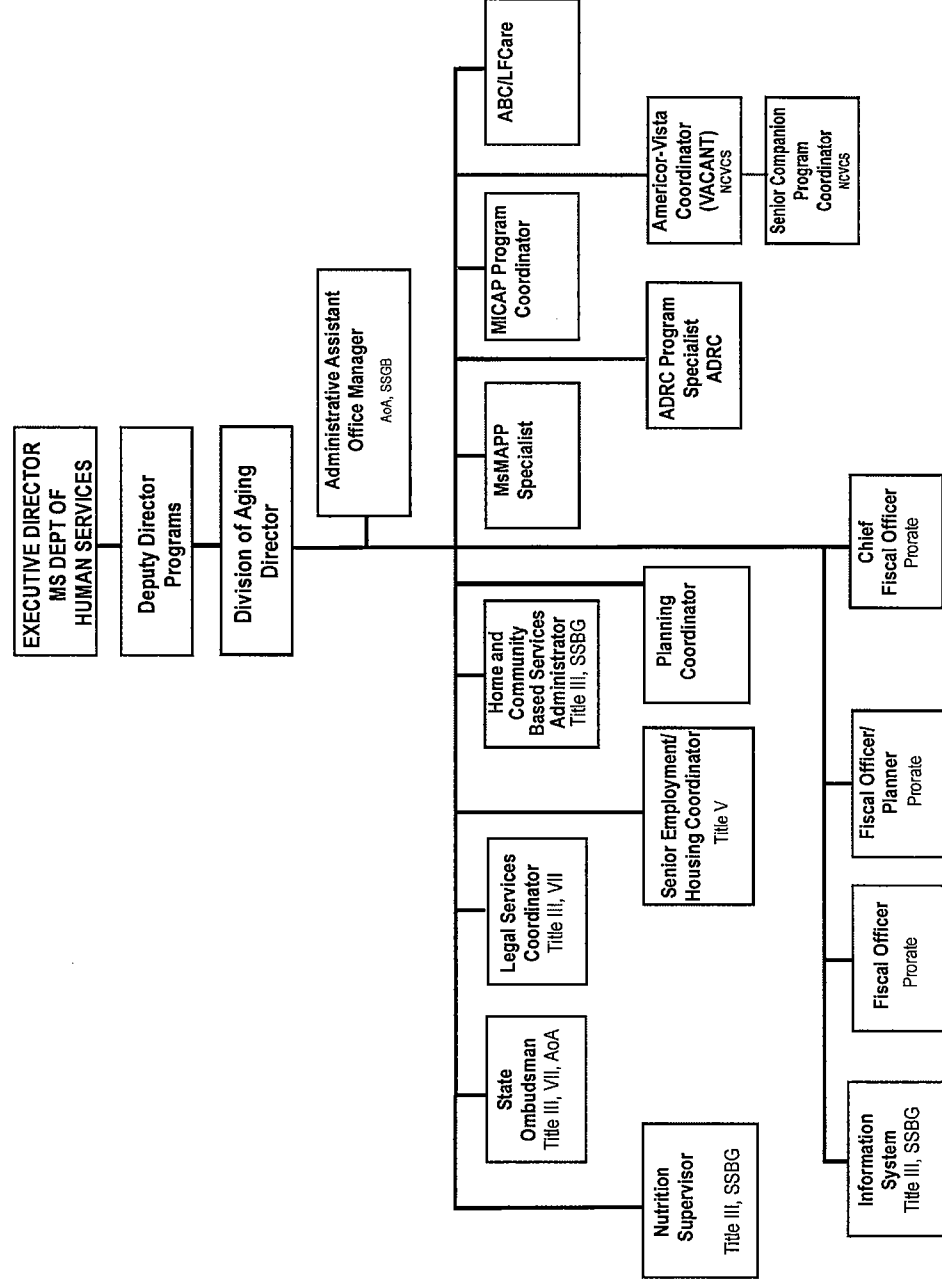 EXECUTIVE DIRECTOR
MS DEPT OF
HUMAN SERVICES
Deputy Director
Programs
Division of Aging
Director
Administrative Assistant
Office Manager
AoA, SSGB
State
Ombudsman
Title III, VII, AoA
Legal Services
Coordinator
Title III, VII
Home and
Community
Based Services
Administrator
Title III, SSBG
MsMAPP
Specialist
MICAP Program
Coordinator
ABC/LFCare
Nutrition
Supervisor
Title III, SSBG
Senior Employment/
Housing Coordinator
Title V
Planning
Coordinator
ADRC Program
Specialist
ADRC
Americor-Vista
Coordinator
(VACANT)
NCVCS
Senior Companion
Program
Coordinator
NCVCS
Information
System
Title III, SSBG
Fiscal Officer
Prorate
Fiscal Officer/
Planner
Prorate
Chief
Fiscal Officer
Prorate